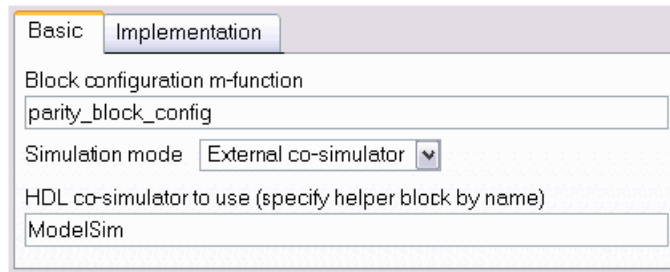 Basic Implementation
Block configuration m-function
parity_block_config
Simulation mode External co-simulator
HDL co-simulator to use (specify helper block by name)
ModelSim